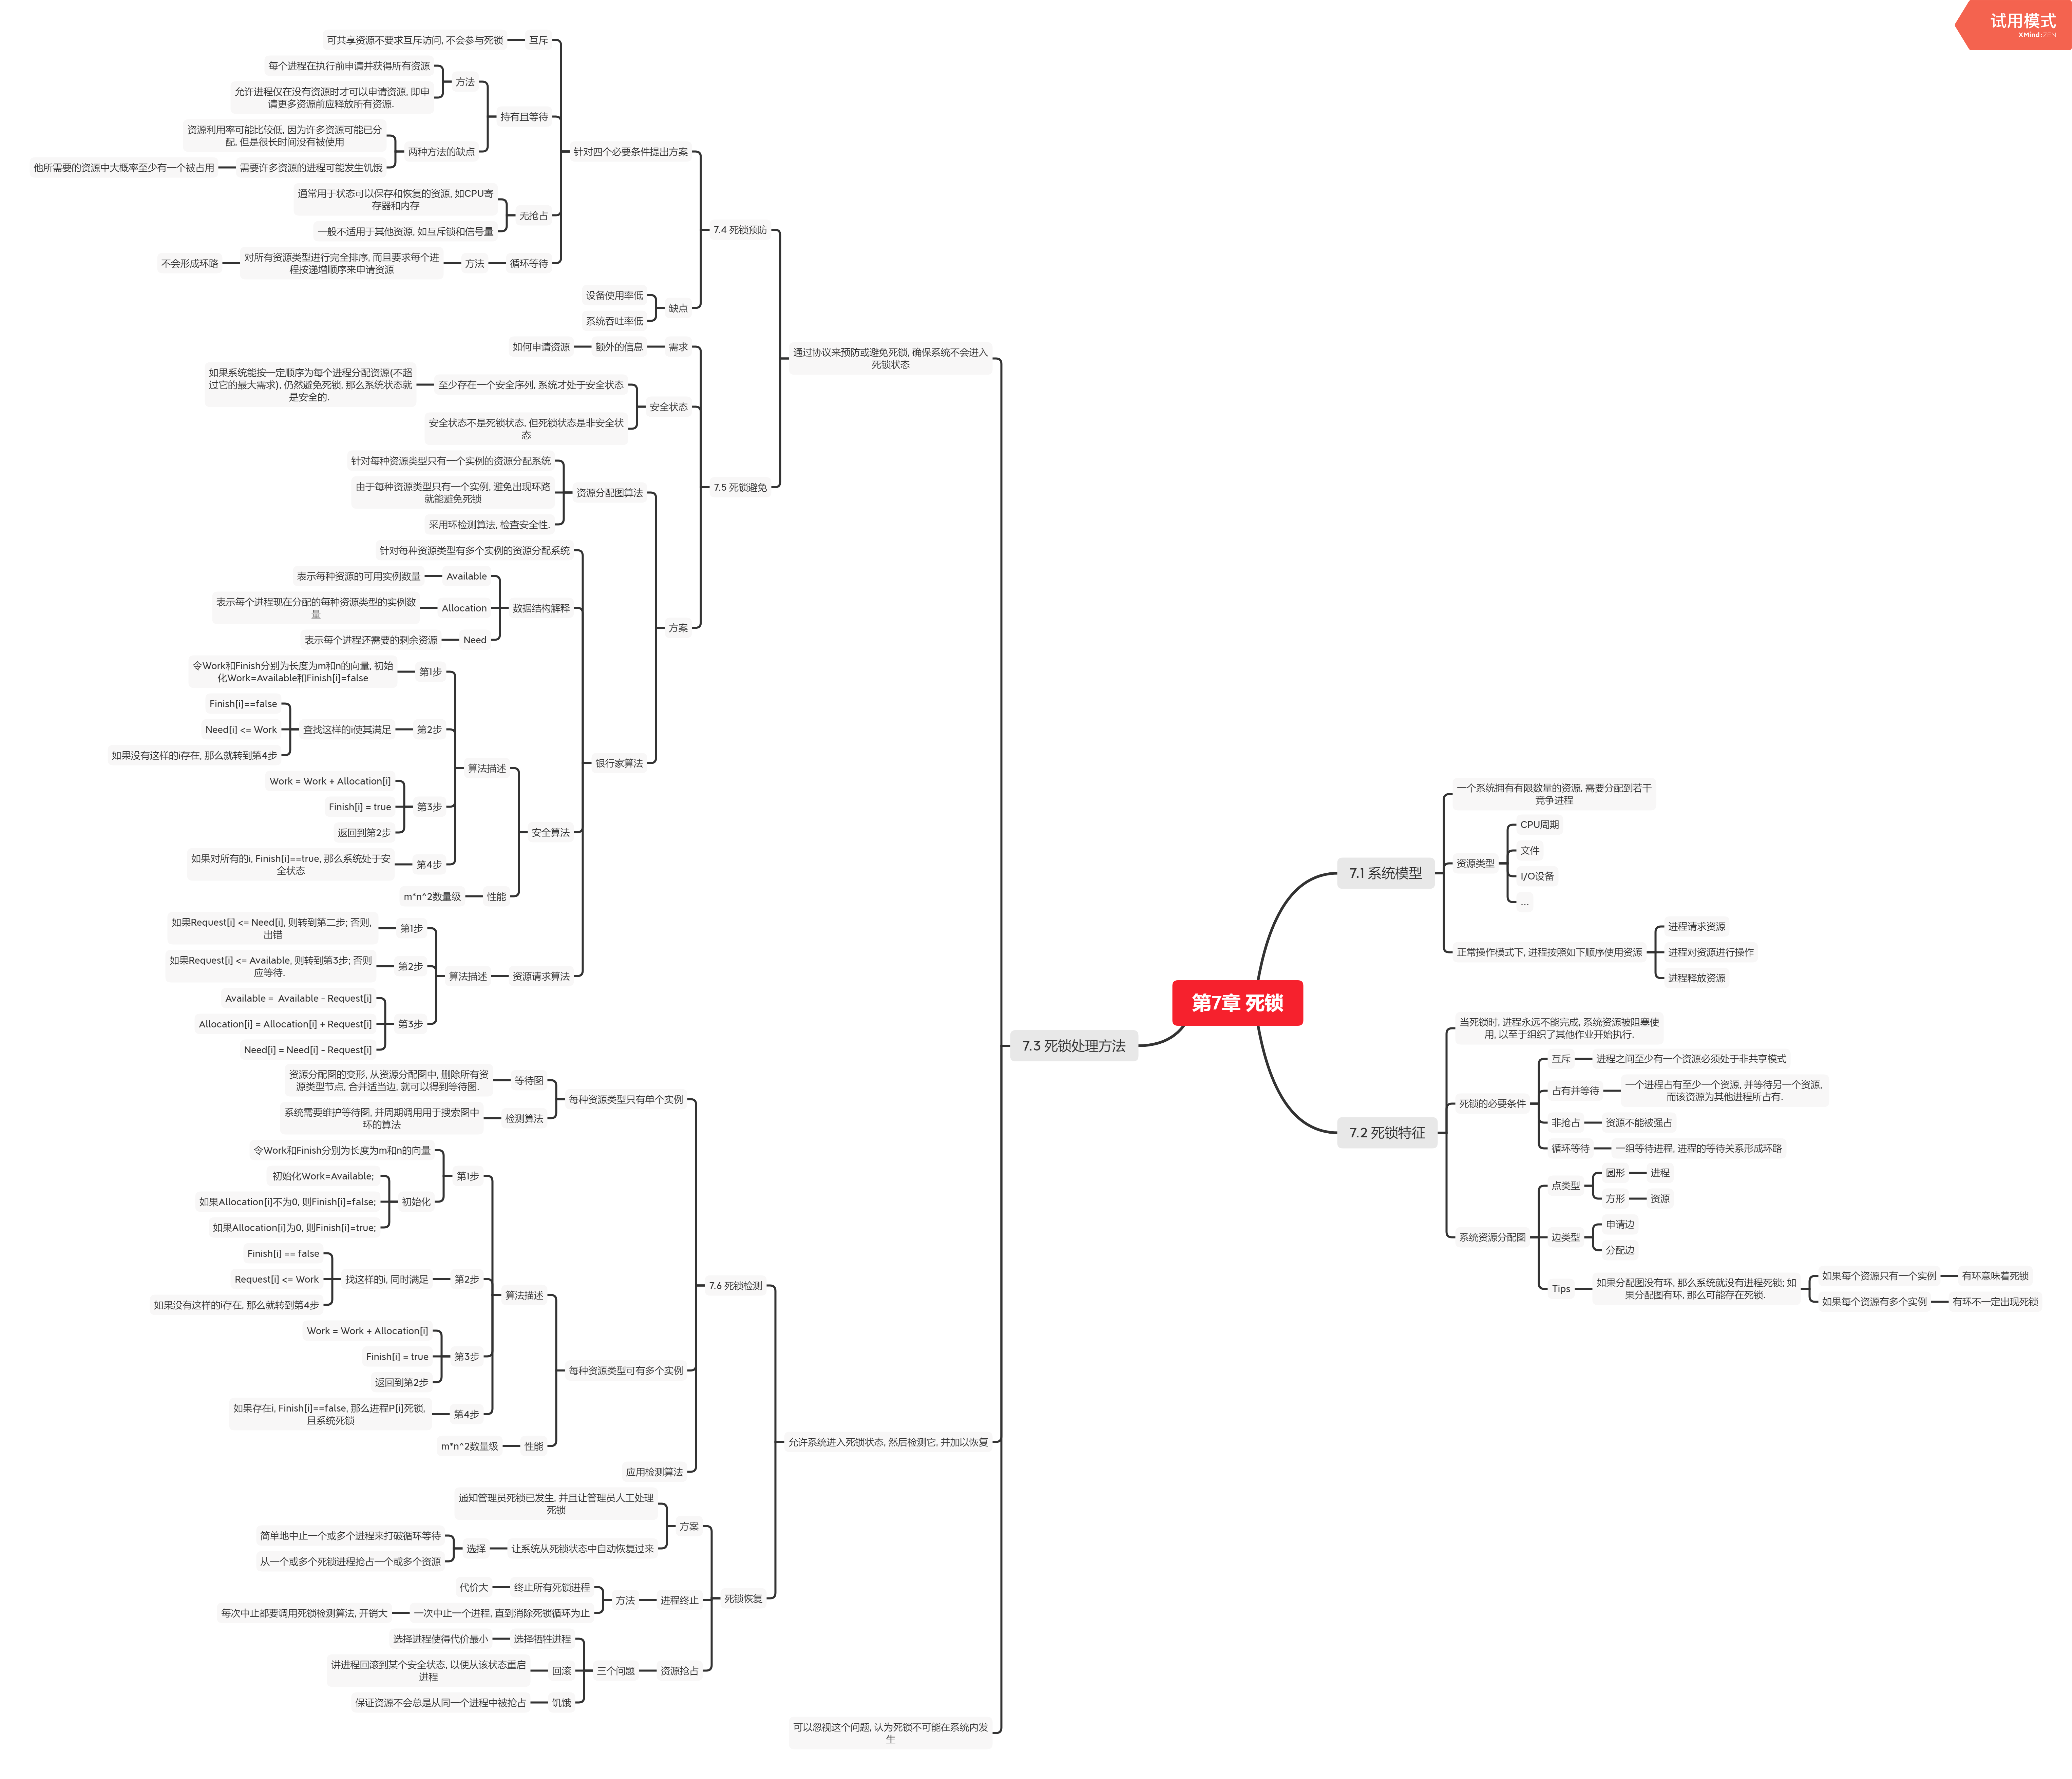 试用模式
XMind:ZEN
第7章 死锁
7.1 系统模型
一个系统拥有有限数量的资源, 需要分配到若干
竞争进程
资源类型
CPU周期
文件
I/O设备
...
正常操作模式下, 进程按照如下顺序使用资源
进程请求资源
进程对资源进行操作
进程释放资源
7.2 死锁特征
当死锁时, 进程永远不能完成, 系统资源被阻塞使
用, 以至于组织了其他作业开始执行.
死锁的必要条件
互斥
进程之间至少有一个资源必须处于非共享模式
占有并等待
一个进程占有至少一个资源, 并等待另一个资源,
而该资源为其他进程所占有.
非抢占
资源不能被强占
循环等待
一组等待进程, 进程的等待关系形成环路
系统资源分配图
点类型
圆形
进程
方形
资源
边类型
申请边
分配边
Tips
如果分配图没有环, 那么系统就没有进程死锁; 如
果分配图有环, 那么可能存在死锁.
如果每个资源只有一个实例
有环意味着死锁
如果每个资源有多个实例
有环不一定出现死锁
7.3 死锁处理方法
通过协议来预防或避免死锁, 确保系统不会进入
死锁状态
7.4 死锁预防
针对四个必要条件提出方案
互斥
可共享资源不要求互斥访问, 不会参与死锁
持有且等待
方法
每个进程在执行前申请并获得所有资源
允许进程仅在没有资源时才可以申请资源, 即申
请更多资源前应释放所有资源.
两种方法的缺点
资源利用率可能比较低, 因为许多资源可能已分
配, 但是很长时间没有被使用
需要许多资源的进程可能发生饥饿
他所需要的资源中大概率至少有一个被占用
无抢占
通常用于状态可以保存和恢复的资源, 如CPU寄
存器和内存
一般不适用于其他资源, 如互斥锁和信号量
循环等待
方法
对所有资源类型进行完全排序, 而且要求每个进
程按递增顺序来申请资源
不会形成环路
缺点
设备使用率低
系统吞吐率低
7.5 死锁避免
需求
额外的信息
如何申请资源
安全状态
至少存在一个安全序列, 系统才处于安全状态
如果系统能按一定顺序为每个进程分配资源(不超
过它的最大需求), 仍然避免死锁, 那么系统状态就
是安全的.
安全状态不是死锁状态, 但死锁状态是非安全状
态
方案
资源分配图算法
针对每种资源类型只有一个实例的资源分配系统
由于每种资源类型只有一个实例, 避免出现环路
就能避免死锁
采用环检测算法, 检查安全性.
银行家算法
针对每种资源类型有多个实例的资源分配系统
数据结构解释
Available
表示每种资源的可用实例数量
Allocation
表示每个进程现在分配的每种资源类型的实例数
量
Need
表示每个进程还需要的剩余资源
安全算法
算法描述
第1步
令Work和Finish分别为长度为m和n的向量, 初始
化Work=Available和Finish[i]=false
第2步
查找这样的i使其满足
Finish[i]==false
Need[i] <= Work
如果没有这样的i存在, 那么就转到第4步
第3步
Work = Work + Allocation[i]
Finish[i] = true
返回到第2步
第4步
如果对所有的i, Finish[i]==true, 那么系统处于安
全状态
性能
m*n^2数量级
资源请求算法
算法描述
第1步
如果Request[i] <= Need[i], 则转到第二步; 否则,
出错
第2步
如果Request[i] <= Available, 则转到第3步; 否则
应等待.
第3步
Available =  Available - Request[i]
Allocation[i] = Allocation[i] + Request[i]
Need[i] = Need[i] - Request[i]
允许系统进入死锁状态, 然后检测它, 并加以恢复
7.6 死锁检测
每种资源类型只有单个实例
等待图
资源分配图的变形, 从资源分配图中, 删除所有资
源类型节点, 合并适当边, 就可以得到等待图.
检测算法
系统需要维护等待图, 并周期调用用于搜索图中
环的算法
每种资源类型可有多个实例
算法描述
第1步
令Work和Finish分别为长度为m和n的向量
初始化
初始化Work=Available;
如果Allocation[i]不为0, 则Finish[i]=false;
如果Allocation[i]为0, 则Finish[i]=true;
第2步
找这样的i, 同时满足
Finish[i] == false
Request[i] <= Work
如果没有这样的i存在, 那么就转到第4步
第3步
Work = Work + Allocation[i]
Finish[i] = true
返回到第2步
第4步
如果存在i, Finish[i]==false, 那么进程P[i]死锁,
且系统死锁
性能
m*n^2数量级
应用检测算法
死锁恢复
方案
通知管理员死锁已发生, 并且让管理员人工处理
死锁
让系统从死锁状态中自动恢复过来
选择
简单地中止一个或多个进程来打破循环等待
从一个或多个死锁进程抢占一个或多个资源
进程终止
方法
终止所有死锁进程
代价大
一次中止一个进程, 直到消除死锁循环为止
每次中止都要调用死锁检测算法, 开销大
资源抢占
三个问题
选择牺牲进程
选择进程使得代价最小
回滚
讲进程回滚到某个安全状态, 以便从该状态重启
进程
饥饿
保证资源不会总是从同一个进程中被抢占
可以忽视这个问题, 认为死锁不可能在系统内发
生